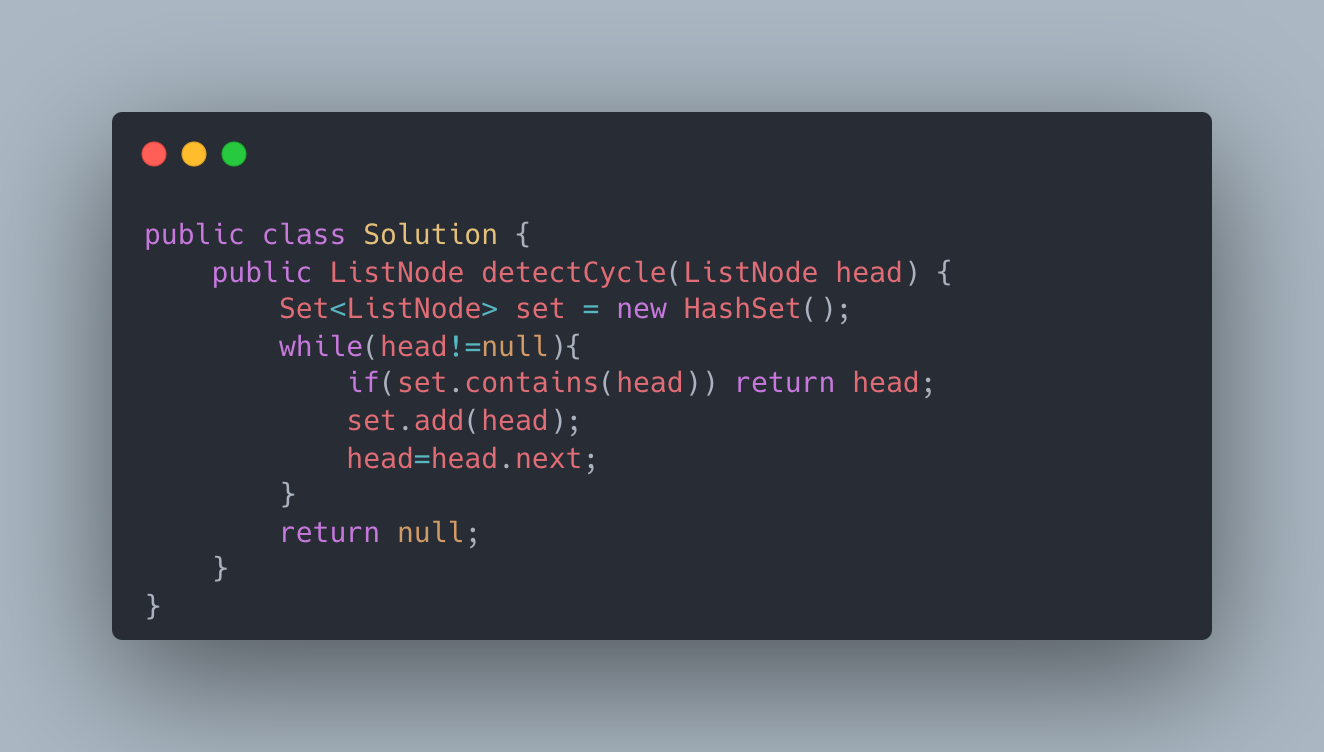 public class Solution {
    public ListNode detectCycle(ListNode head) {
        Set<ListNode> set = new HashSet();
        while(head!=null){
            if(set.contains(head)) return head;
            set.add(head);
            head=head.next;
        }
        return null;
    }
}